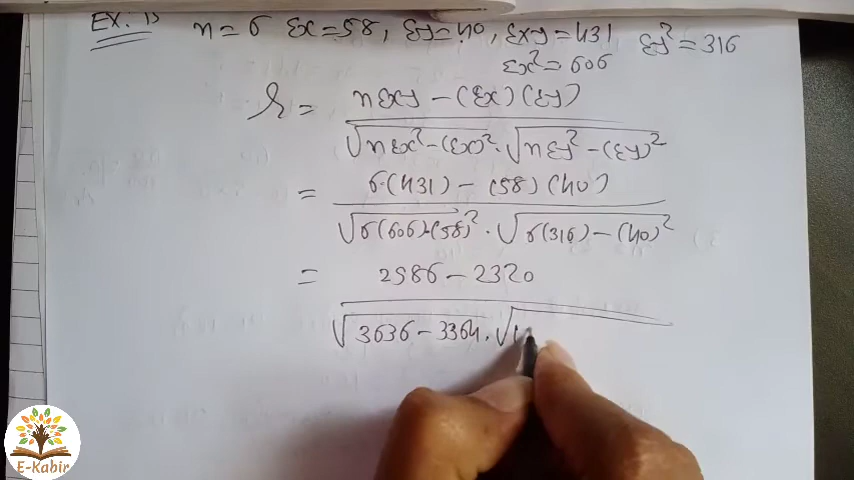 Ex: 1)
n = 6 Σx = 58, Σy = 40, Σxy = 431 Σy² = 316
Σx² = 606
r = nΣxy - (Σx)(Σy)
√nΣx² - (Σx)² · √nΣy² - (Σy)²
= 6·(431) - (58)(40)
√6(606) - (58)² · √6(316) - (40)²
= 2586 - 2320
√3636 - 3364 · √1
E-Kabir